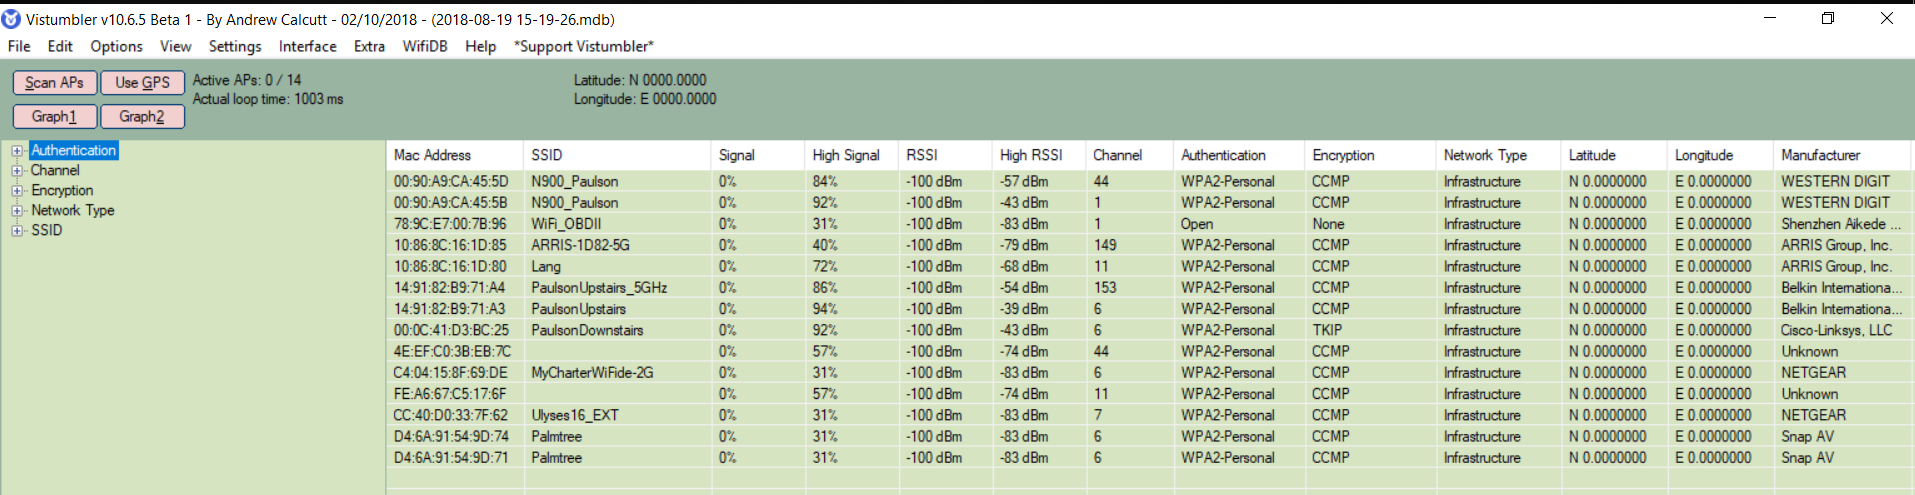 Vistumbler v10.6.5 Beta 1 - By Andrew Calcutt - 02/10/2018 - (2018-08-19 15-19-26.mdb)
File Edit Options View Settings Interface Extra WifiDB Help *Support Vistumbler*
Scan APs Use GPS Active APs: 0 / 14 Latitude: N 0000.0000
Actual loop time: 1003 ms Longitude: E 0000.0000
Graph1 Graph2
Authentication
Channel
Encryption
Network Type
SSID
Mac Address SSID Signal High Signal RSSI High RSSI Channel Authentication Encryption Network Type Latitude Longitude Manufacturer
00:90:A9:CA:45:5D N900_Paulson 0% 84% -100 dBm -57 dBm 44 WPA2-Personal CCMP Infrastructure N 0.0000000 E 0.0000000 WESTERN DIGIT
00:90:A9:CA:45:5B N900_Paulson 0% 92% -100 dBm -43 dBm 1 WPA2-Personal CCMP Infrastructure N 0.0000000 E 0.0000000 WESTERN DIGIT
78:9C:E7:00:7B:96 WiFi_OBDII 0% 31% -100 dBm -83 dBm 1 Open None Infrastructure N 0.0000000 E 0.0000000 Shenzhen Aikede ...
10:86:8C:16:1D:85 ARRIS-1D82-5G 0% 40% -100 dBm -79 dBm 149 WPA2-Personal CCMP Infrastructure N 0.0000000 E 0.0000000 ARRIS Group, Inc.
10:86:8C:16:1D:80 Lang 0% 72% -100 dBm -68 dBm 11 WPA2-Personal CCMP Infrastructure N 0.0000000 E 0.0000000 ARRIS Group, Inc.
14:91:82:B9:71:A4 PaulsonUpstairs_5GHz 0% 86% -100 dBm -54 dBm 153 WPA2-Personal CCMP Infrastructure N 0.0000000 E 0.0000000 Belkin Internationa...
14:91:82:B9:71:A3 PaulsonUpstairs 0% 94% -100 dBm -39 dBm 6 WPA2-Personal CCMP Infrastructure N 0.0000000 E 0.0000000 Belkin Internationa...
00:0C:41:D3:BC:25 PaulsonDownstairs 0% 92% -100 dBm -43 dBm 6 WPA2-Personal TKIP Infrastructure N 0.0000000 E 0.0000000 Cisco-Linksys, LLC
4E:EF:C0:3B:EB:7C 0% 57% -100 dBm -74 dBm 44 WPA2-Personal CCMP Infrastructure N 0.0000000 E 0.0000000 Unknown
C4:04:15:8F:69:DE MyCharterWiFide-2G 0% 31% -100 dBm -83 dBm 6 WPA2-Personal CCMP Infrastructure N 0.0000000 E 0.0000000 NETGEAR
FE:A6:67:C5:17:6F 0% 57% -100 dBm -74 dBm 11 WPA2-Personal CCMP Infrastructure N 0.0000000 E 0.0000000 Unknown
CC:40:D0:33:7F:62 Ulyses16_EXT 0% 31% -100 dBm -83 dBm 7 WPA2-Personal CCMP Infrastructure N 0.0000000 E 0.0000000 NETGEAR
D4:6A:91:54:9D:74 Palmtree 0% 31% -100 dBm -83 dBm 6 WPA2-Personal CCMP Infrastructure N 0.0000000 E 0.0000000 Snap AV
D4:6A:91:54:9D:71 Palmtree 0% 31% -100 dBm -83 dBm 6 WPA2-Personal CCMP Infrastructure N 0.0000000 E 0.0000000 Snap AV